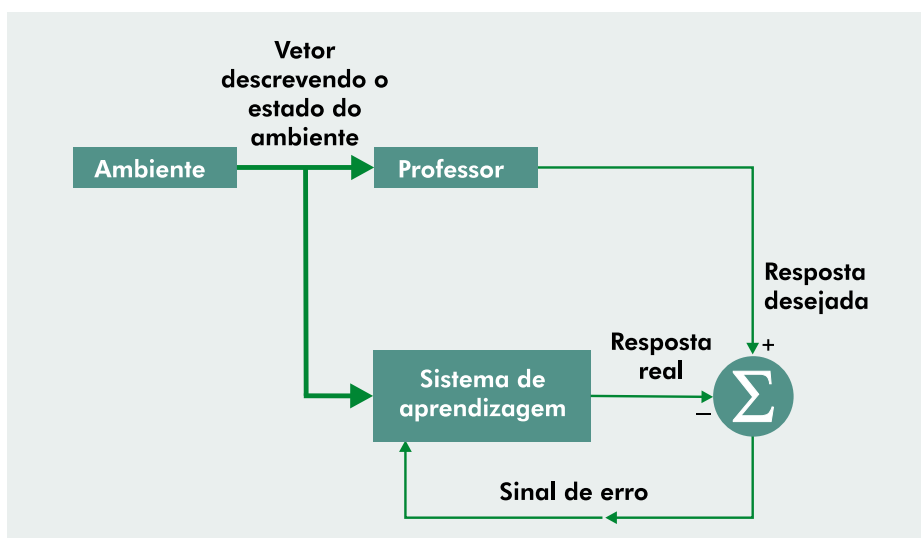 Vetor
descrevendo o
estado do
ambiente
Ambiente
Professor
Resposta
desejada
+
Resposta
real
Sistema de
aprendizagem
–
Σ
Sinal de erro